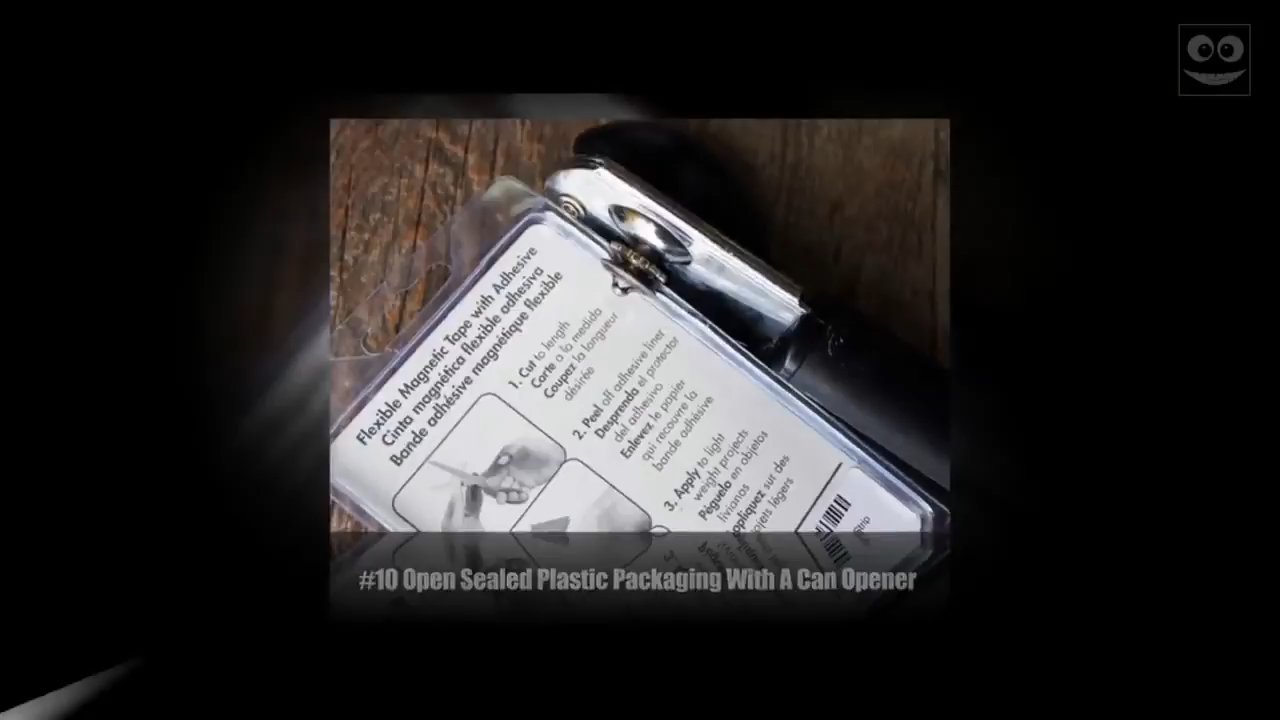 Flexible Magnetic Tape with Adhesive
Cinta magnética flexible adhesiva
Bande adhésive magnétique flexible
1. Cut to length
Corte a la medida
Coupez la longueur
désirée
2. Peel off adhesive liner
Desprenda el protector
del adhesivo
Enlevez le papier
qui recouvre la
bande adhésive
3. Apply to light
weight projects
Péguelo en objetos
livianos
Appliquez sur des
objets légers
Strip
#10 Open Sealed Plastic Packaging With A Can Opener